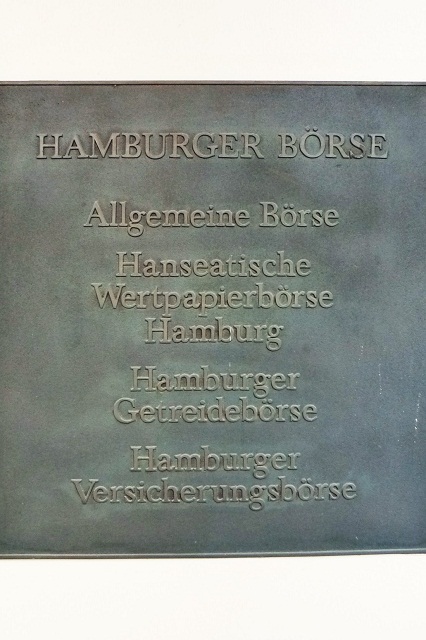 HAMBURGER BÖRSE
Allgemeine Börse
Hanseatische
Wertpapierbörse
Hamburg
Hamburger
Getreidebörse
Hamburger
Versicherungsbörse